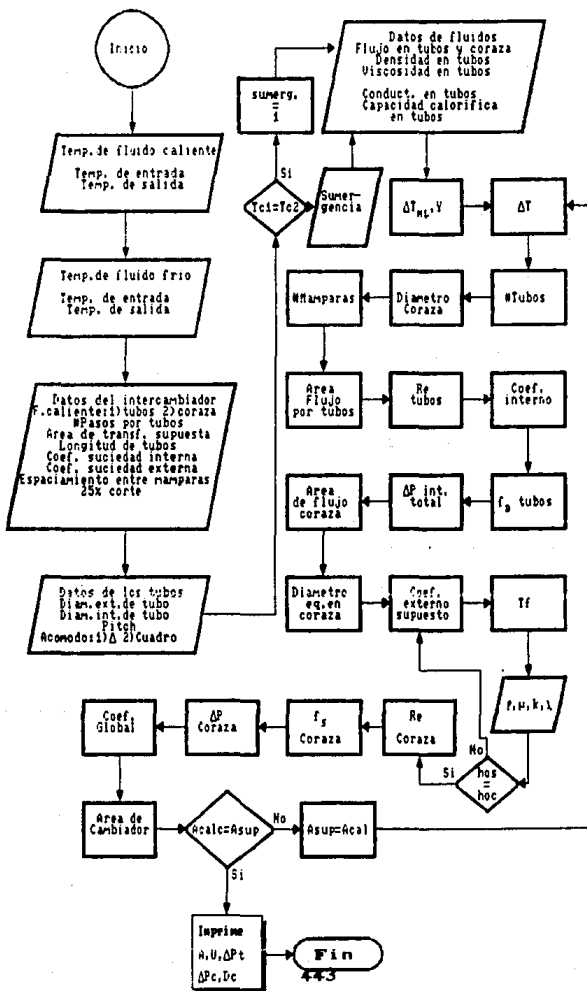 Inicio
Temp.de fluido caliente
Temp. de entrada
Temp. de salida
Temp.de fluido frio
Temp. de entrada
Temp. de salida
Datos del intercambiador
F.caliente:1)tubos 2)coraza
#Pasos por tubos
Area de transf. supuesta
Longitud de tubos
Coef. suciedad interna
Coef. suciedad externa
Espaciamiento entre mamparas
25% corte
Datos de los tubos
Diam.ext.de tubo
Diam.int.de tubo
Pitch
Acomodo:1)Δ 2)Cuadro
Tc1=Tc2
Si
sumerg.
=
1
Sumer-
gencia
Datos de fluidos
Flujo en tubos y coraza
Densidad en tubos
Viscosidad en tubos
Conduct. en tubos
Capacidad calorifica
en tubos
ΔT
ΔT
#Tubos
Diametro
Coraza
#Mamparas
Area
Flujo
por tubos
Re
tubos
Coef.
interno
tubos
ΔP int.
total
Area
de flujo
coraza
Diametro
eq.en
coraza
Coef.
externo
supuesto
Tf
hos
=
hoc
No
Si
Re
Coraza
fs
Coraza
ΔP
Coraza
Coef.
Global
Area de
Cambiador
Acalc=Asup
No
Asup=Acal
Si
Imprime
A,U,ΔPt
ΔPc,Dc
Fin
443